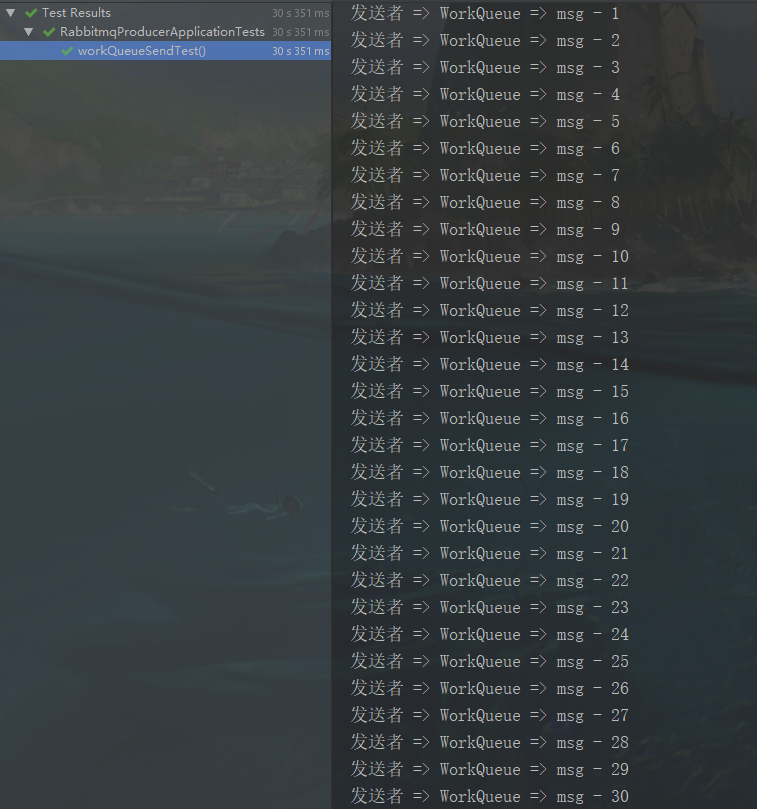 Test Results 30 s 351 ms
RabbitmqProducerApplicationTests 30 s 351 ms
workQueueSendTest() 30 s 351 ms
发送者 => WorkQueue => msg - 1
发送者 => WorkQueue => msg - 2
发送者 => WorkQueue => msg - 3
发送者 => WorkQueue => msg - 4
发送者 => WorkQueue => msg - 5
发送者 => WorkQueue => msg - 6
发送者 => WorkQueue => msg - 7
发送者 => WorkQueue => msg - 8
发送者 => WorkQueue => msg - 9
发送者 => WorkQueue => msg - 10
发送者 => WorkQueue => msg - 11
发送者 => WorkQueue => msg - 12
发送者 => WorkQueue => msg - 13
发送者 => WorkQueue => msg - 14
发送者 => WorkQueue => msg - 15
发送者 => WorkQueue => msg - 16
发送者 => WorkQueue => msg - 17
发送者 => WorkQueue => msg - 18
发送者 => WorkQueue => msg - 19
发送者 => WorkQueue => msg - 20
发送者 => WorkQueue => msg - 21
发送者 => WorkQueue => msg - 22
发送者 => WorkQueue => msg - 23
发送者 => WorkQueue => msg - 24
发送者 => WorkQueue => msg - 25
发送者 => WorkQueue => msg - 26
发送者 => WorkQueue => msg - 27
发送者 => WorkQueue => msg - 28
发送者 => WorkQueue => msg - 29
发送者 => WorkQueue => msg - 30